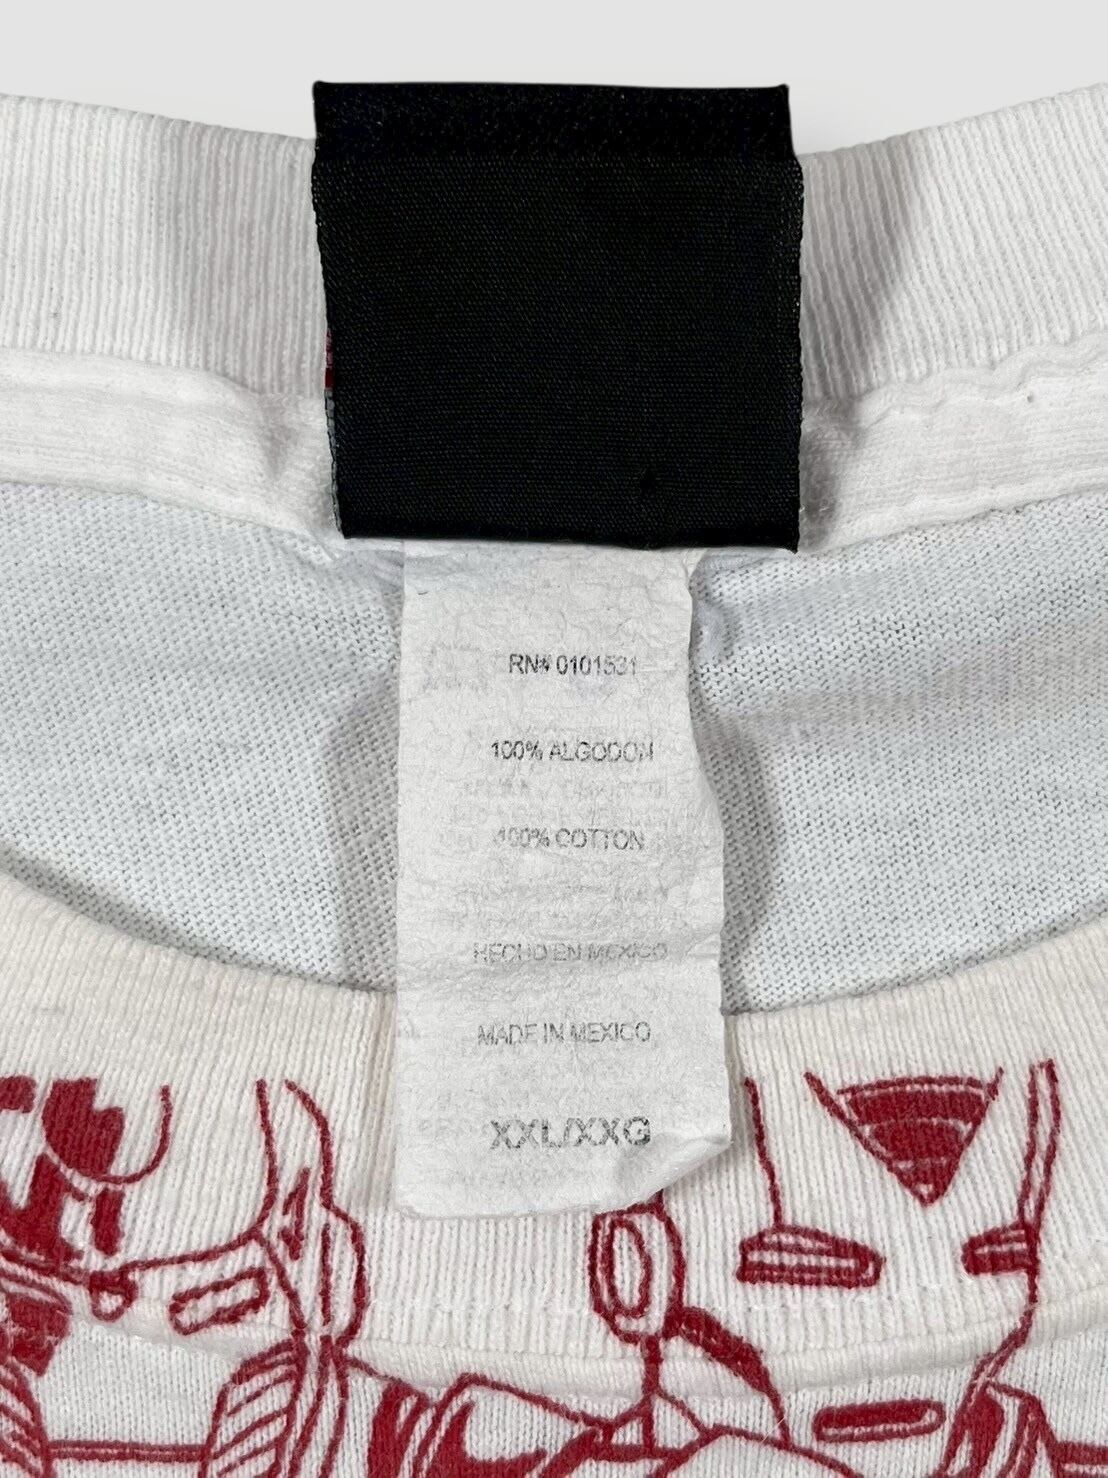 RN# 0101531
100% ALGODON
100% COTTON
HECHO EN MEXICO
MADE IN MEXICO
XXL/XXG